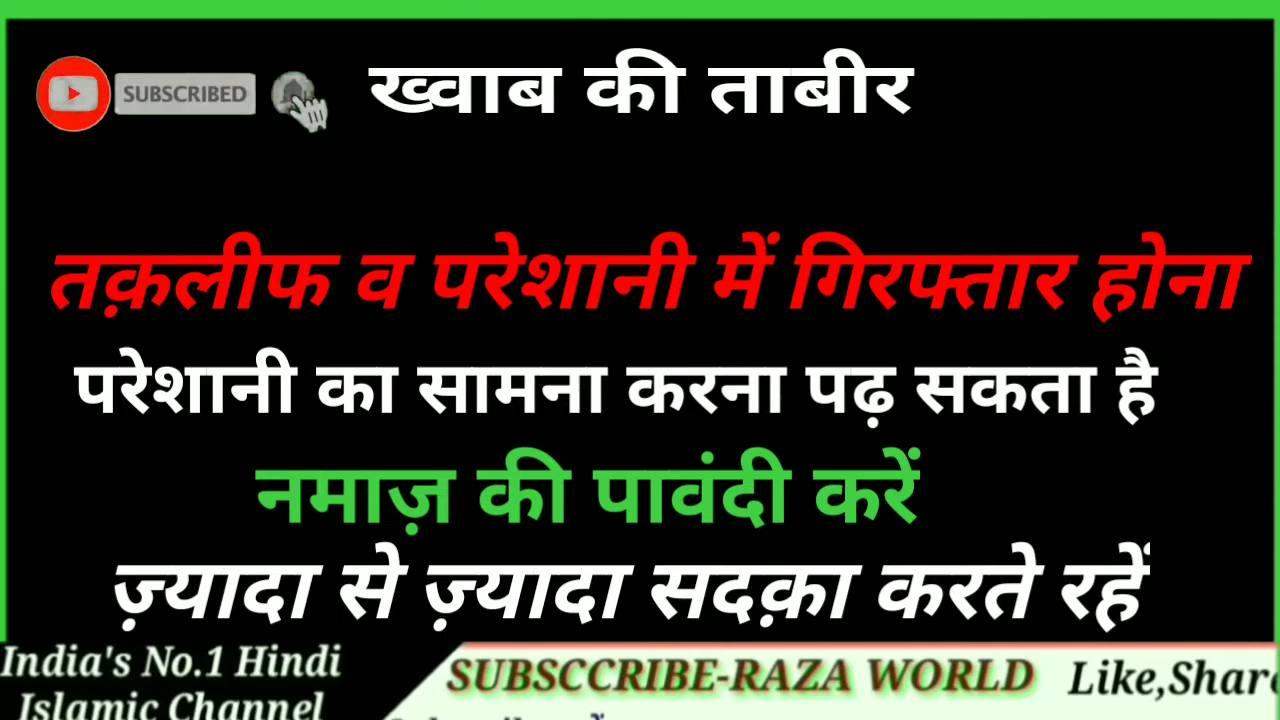 SUBSCRIBED
ख्वाब की ताबीर
तक़लीफ व परेशानी में गिरफ्तार होना
परेशानी का सामना करना पढ़ सकता है
नमाज़ की पावंदी करें
ज़्यादा से ज़्यादा सदक़ा करते रहें
India's No.1 Hindi
Islamic Channel
SUBSCCRIBE-RAZA WORLD Like,Share